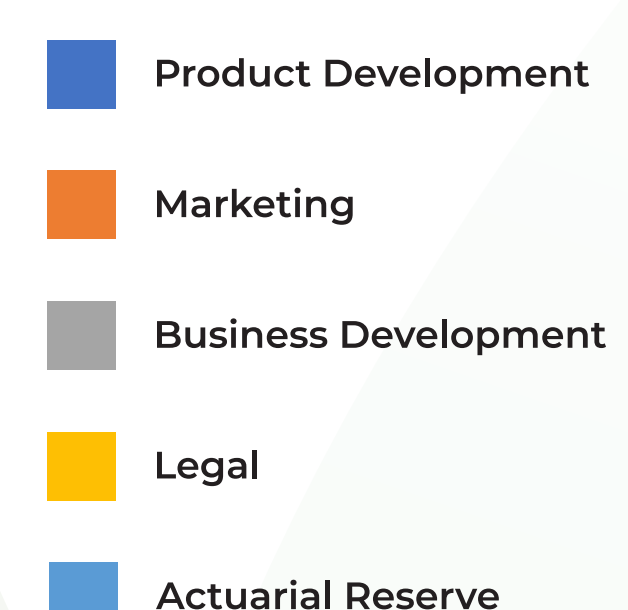 Product Development
Marketing
Business Development
Legal
Actuarial Reserve